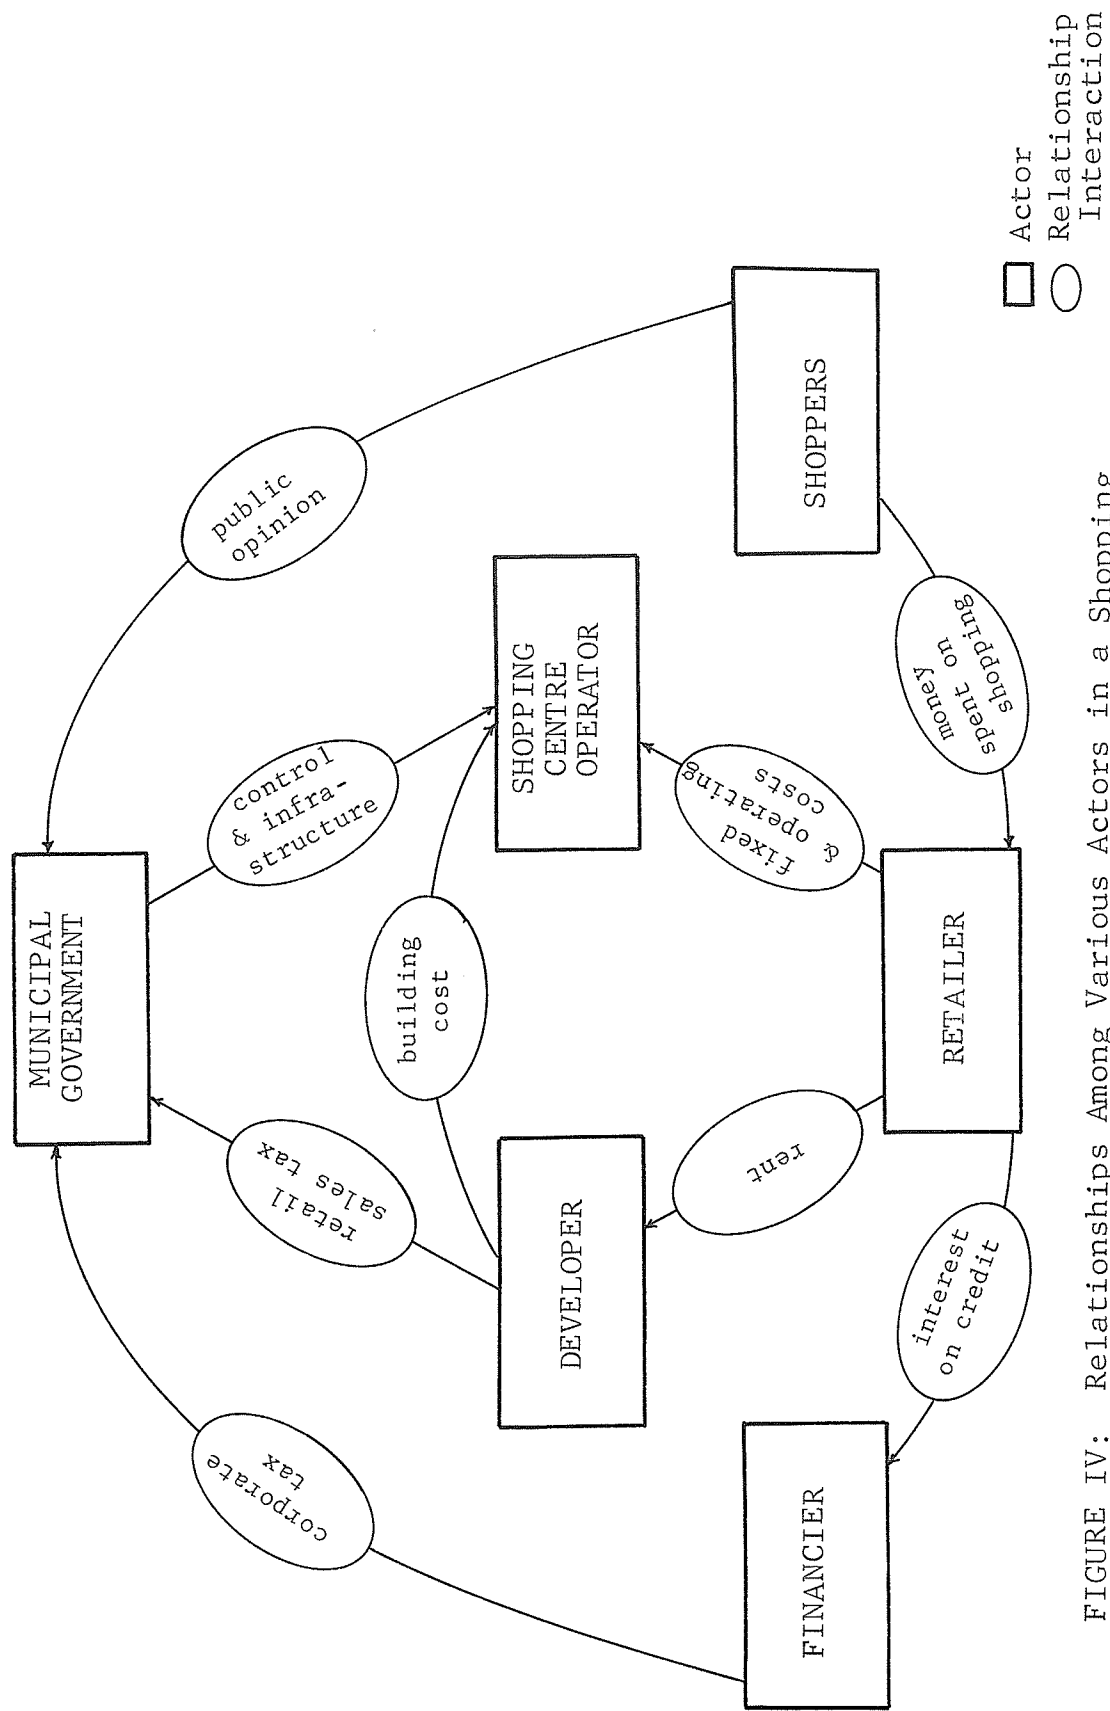 MUNICIPAL
GOVERNMENT
corporate
tax
retail
sales tax
control
& infra-
structure
public
opinion
building
cost
DEVELOPER
SHOPPING
CENTRE
OPERATOR
FINANCIER
SHOPPERS
rent
fixed
& operating
costs
interest
on credit
RETAILER
money
spent on
shopping
Actor
Relationship
Interaction
FIGURE IV: Relationships Among Various Actors in a Shopping